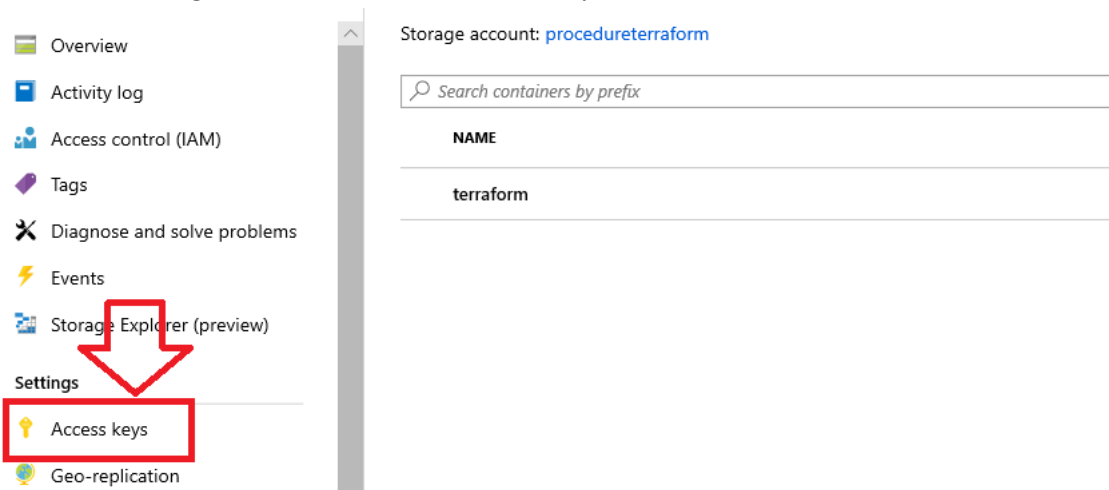 Overview
Activity log
Access control (IAM)
Tags
Diagnose and solve problems
Events
Storage Explorer (preview)
Settings
Access keys
Geo-replication
Storage account: procedureterraform
Search containers by prefix
NAME
terraform